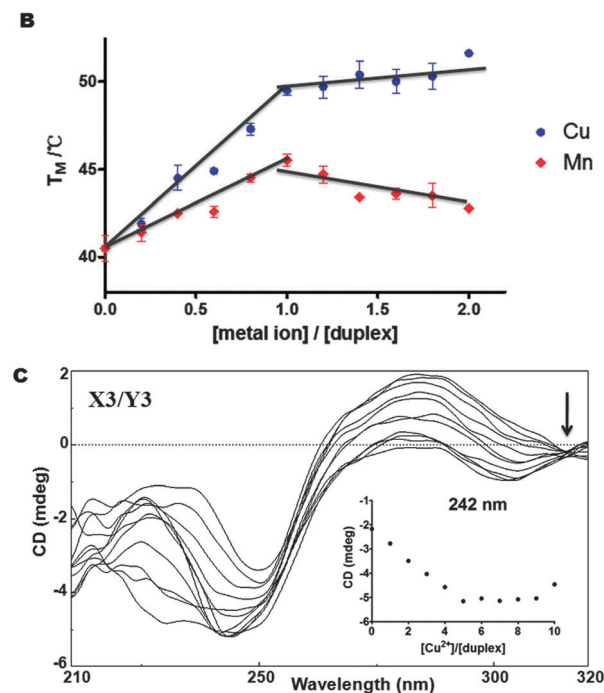 B
50
45
40
T_M /℃
Cu
Mn
0.0 0.5 1.0 1.5 2.0
[metal ion] / [duplex]
C
X3/Y3
2
0
-2
-4
-6
CD (mdeg)
242 nm
-1
-2
-3
-4
-5
-6
CD (mdeg)
0 2 4 6 8 10
[Cu²⁺]/[duplex]
210 250 300 320
Wavelength (nm)